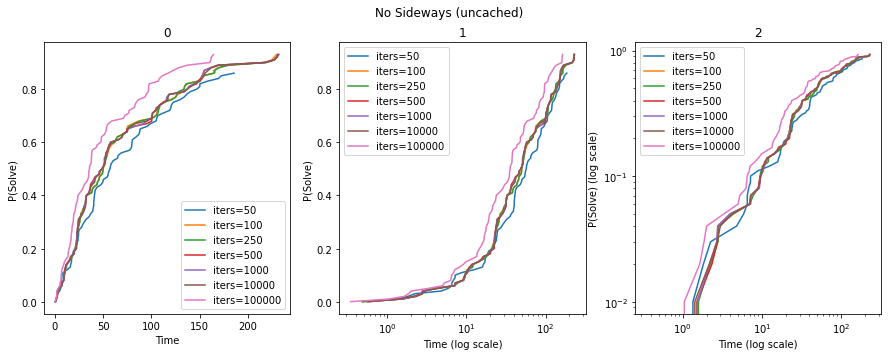 No Sideways (uncached)
0
P(Solve)
0.0
0.2
0.4
0.6
0.8
0
50
100
150
200
Time
iters=50
iters=100
iters=250
iters=500
iters=1000
iters=10000
iters=100000
1
P(Solve)
0.0
0.2
0.4
0.6
0.8
10⁰
10¹
10²
Time (log scale)
iters=50
iters=100
iters=250
iters=500
iters=1000
iters=10000
iters=100000
2
P(Solve) (log scale)
10⁰
10⁻¹
10⁻²
10⁰
10¹
10²
Time (log scale)
iters=50
iters=100
iters=250
iters=500
iters=1000
iters=10000
iters=100000